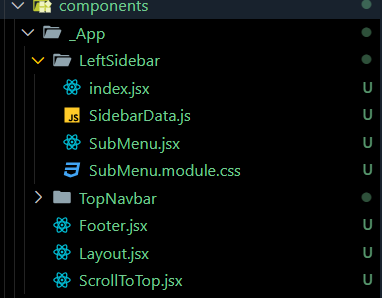 components
_App
LeftSidebar
index.jsx U
JS SidebarData.js U
SubMenu.jsx U
SubMenu.module.css U
TopNavbar
Footer.jsx U
Layout.jsx U
ScrollToTop.jsx U